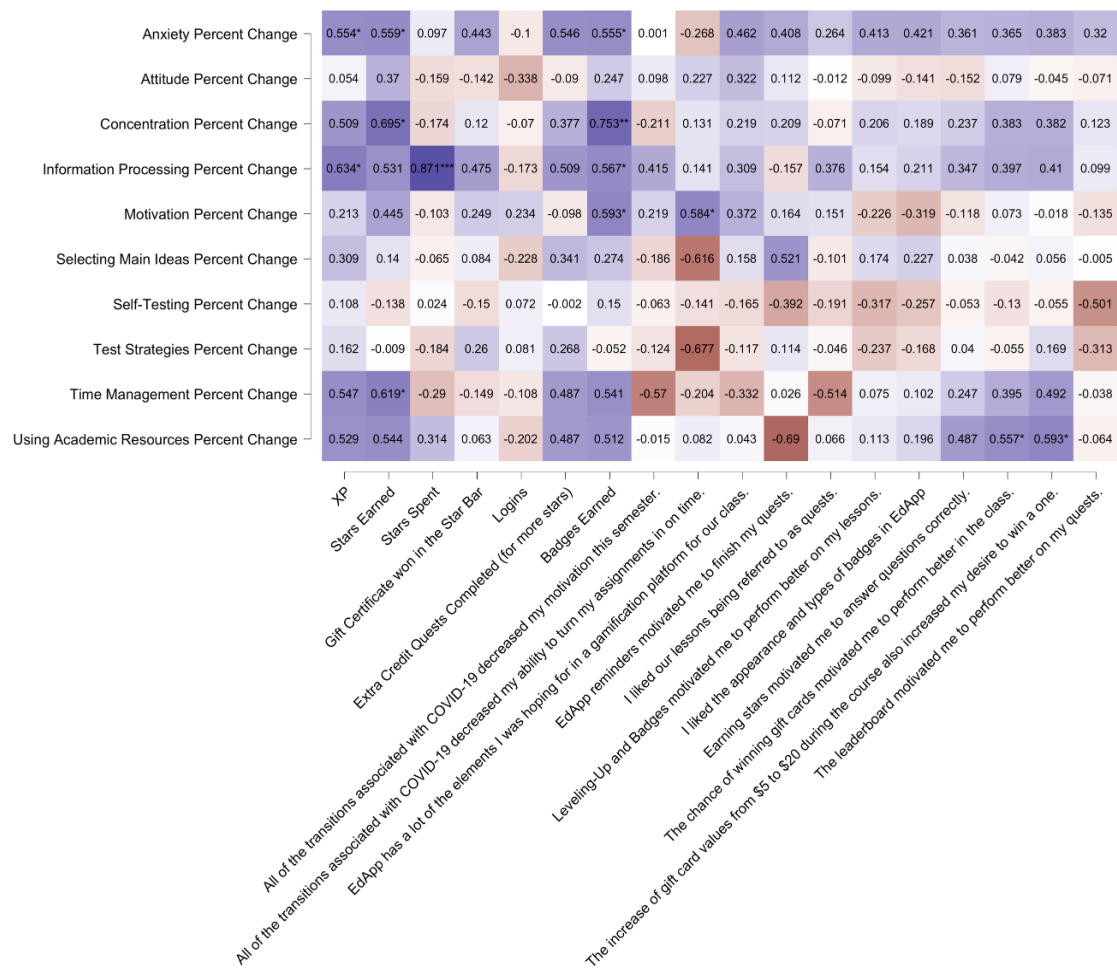 Anxiety Percent Change 0.554* 0.559* 0.097 0.443 -0.1 0.546 0.555* 0.001 -0.268 0.462 0.408 0.264 0.413 0.421 0.361 0.365 0.383 0.32
Attitude Percent Change 0.054 0.37 -0.159 -0.142 -0.338 -0.09 0.247 0.098 0.227 0.322 0.112 -0.012 -0.099 -0.141 -0.152 0.079 -0.045 -0.071
Concentration Percent Change 0.509 0.695* -0.174 0.12 -0.07 0.377 0.753** -0.211 0.131 0.219 0.209 -0.071 0.206 0.189 0.237 0.383 0.382 0.123
Information Processing Percent Change 0.634* 0.531 0.871*** 0.475 -0.173 0.509 0.567* 0.415 0.141 0.309 -0.157 0.376 0.154 0.211 0.347 0.397 0.41 0.099
Motivation Percent Change 0.213 0.445 -0.103 0.249 0.234 -0.098 0.593* 0.219 0.584* 0.372 0.164 0.151 -0.226 -0.319 -0.118 0.073 -0.018 -0.135
Selecting Main Ideas Percent Change 0.309 0.14 -0.065 0.084 -0.228 0.341 0.274 -0.186 -0.616 0.158 0.521 -0.101 0.174 0.227 0.038 -0.042 0.056 -0.005
Self-Testing Percent Change 0.108 -0.138 0.024 -0.15 0.072 -0.002 0.15 -0.063 -0.141 -0.165 -0.392 -0.191 -0.317 -0.257 -0.053 -0.13 -0.055 -0.501
Test Strategies Percent Change 0.162 -0.009 -0.184 0.26 0.081 0.268 -0.052 -0.124 -0.677 -0.117 0.114 -0.046 -0.237 -0.168 0.04 -0.055 0.169 -0.313
Time Management Percent Change 0.547 0.619* -0.29 -0.149 -0.108 0.487 0.541 -0.57 -0.204 -0.332 0.026 -0.514 0.075 0.102 0.247 0.395 0.492 -0.038
Using Academic Resources Percent Change 0.529 0.544 0.314 0.063 -0.202 0.487 0.512 -0.015 0.082 0.043 -0.69 0.066 0.113 0.196 0.487 0.557* 0.593* -0.064
XP
Stars Earned
Stars Spent
Gift Certificate won in the Star Bar
Logins
Extra Credit Quests Completed (for more stars)
Badges Earned
All of the transitions associated with COVID-19 decreased my motivation this semester.
All of the transitions associated with COVID-19 decreased my ability to turn my assignments in on time.
EdApp has a lot of the elements I was hoping for in a gamification platform for our class.
EdApp reminders motivated me to finish my quests.
I liked our lessons being referred to as quests.
Leveling-Up and Badges motivated me to perform better on my lessons.
I liked the appearance and types of badges in EdApp
Earning stars motivated me to answer questions correctly.
The chance of winning gift cards motivated me to perform better in the class.
The increase of gift card values from $5 to $20 during the course also increased my desire to win a one.
The leaderboard motivated me to perform better on my quests.